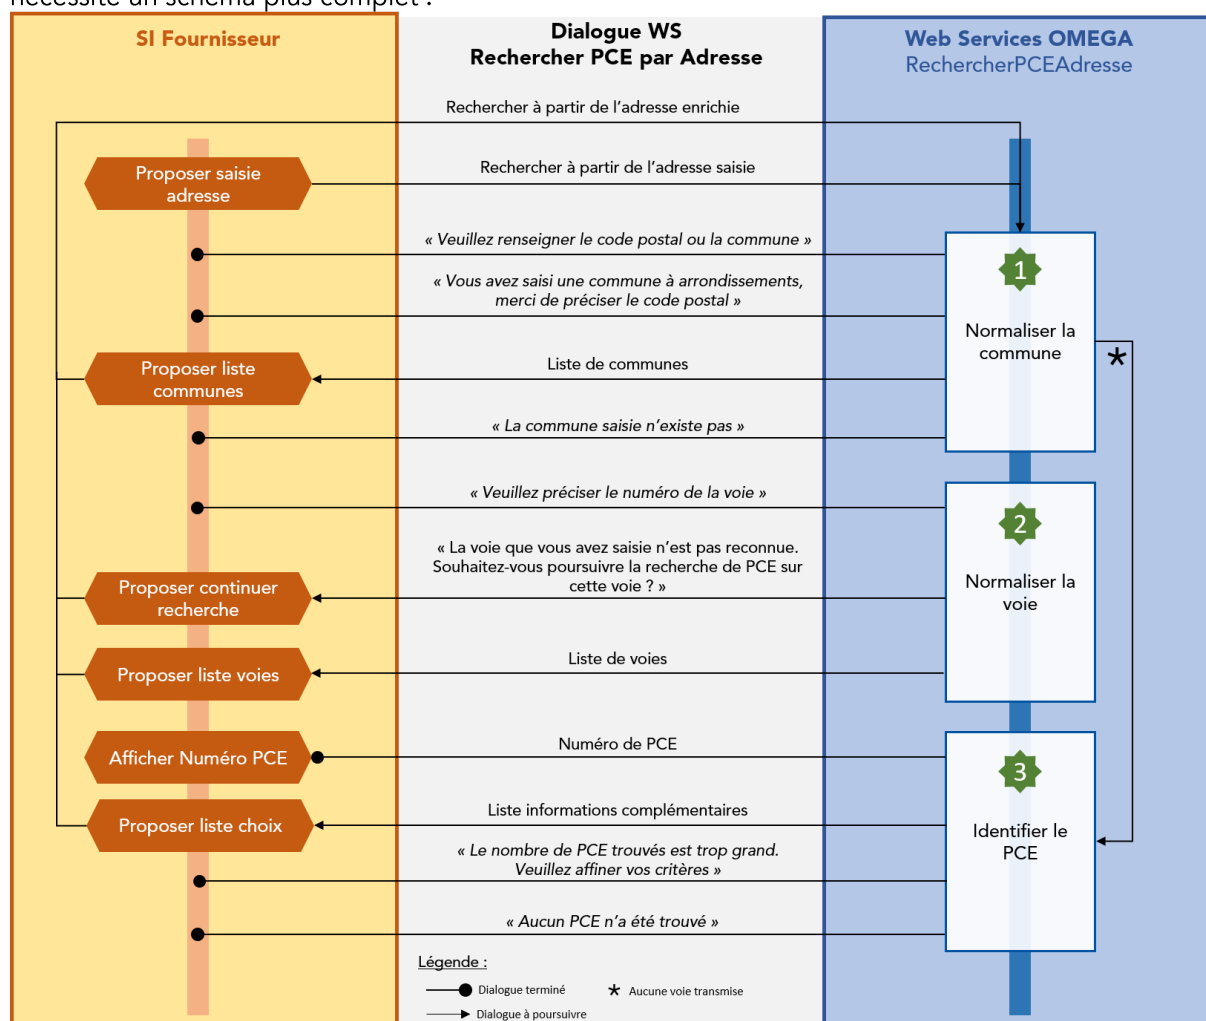 nécessite un schéma plus complet :
SI Fournisseur
Dialogue WS
Rechercher PCE par Adresse
Web Services OMEGA
RechercherPCEAdresse
Rechercher à partir de l'adresse enrichie
Proposer saisie
adresse
Rechercher à partir de l'adresse saisie
« Veuillez renseigner le code postal ou la commune »
1
« Vous avez saisi une commune à arrondissements,
merci de préciser le code postal »
Normaliser la
commune
*
Proposer liste
communes
Liste de communes
« La commune saisie n'existe pas »
« Veuillez préciser le numéro de la voie »
2
« La voie que vous avez saisie n'est pas reconnue.
Souhaitez-vous poursuivre la recherche de PCE sur
cette voie ? »
Proposer continuer
recherche
Normaliser la
voie
Liste de voies
Proposer liste voies
Numéro de PCE
Afficher Numéro PCE
3
Liste informations complémentaires
Proposer liste choix
Identifier le
PCE
« Le nombre de PCE trouvés est trop grand.
Veuillez affiner vos critères »
« Aucun PCE n'a été trouvé »
Légende :
Dialogue terminé
* Aucune voie transmise
Dialogue à poursuivre